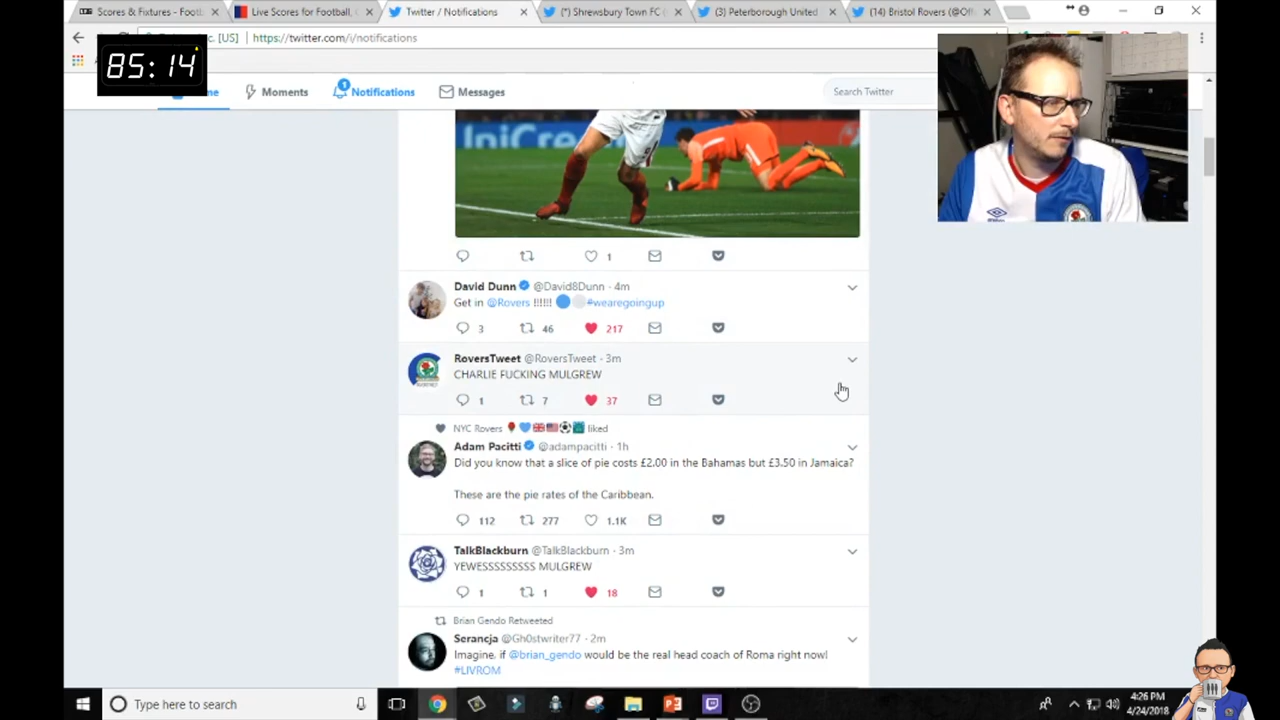 Scores & Fixtures - Footb
Live Scores for Football, C
Twitter / Notifications
(*) Shrewsbury Town FC (
(3) Peterborough United
(14) Bristol Rovers (@Offi
[US]
https://twitter.com/i/notifications
85:14
Moments
1
Notifications
Messages
Search Twitter
UniCre
1
David Dunn @David8Dunn · 4m
Get in @Rovers !!!!!! #wearegoingup
3 46 217
RoversTweet @RoversTweet · 3m
CHARLIE FUCKING MULGREW
1 7 37
NYC Rovers liked
Adam Pacitti @adampacitti · 1h
Did you know that a slice of pie costs £2.00 in the Bahamas but £3.50 in Jamaica?
These are the pie rates of the Caribbean.
112 277 1.1K
TalkBlackburn @TalkBlackburn · 3m
YEWESSSSSSSSS MULGREW
1 1 18
Brian Gendo Retweeted
Serancja @Gh0stwriter77 · 2m
Imagine, if @brian_gendo would be the real head coach of Roma right now!
#LIVROM
Type here to search
4:26 PM
4/24/2018